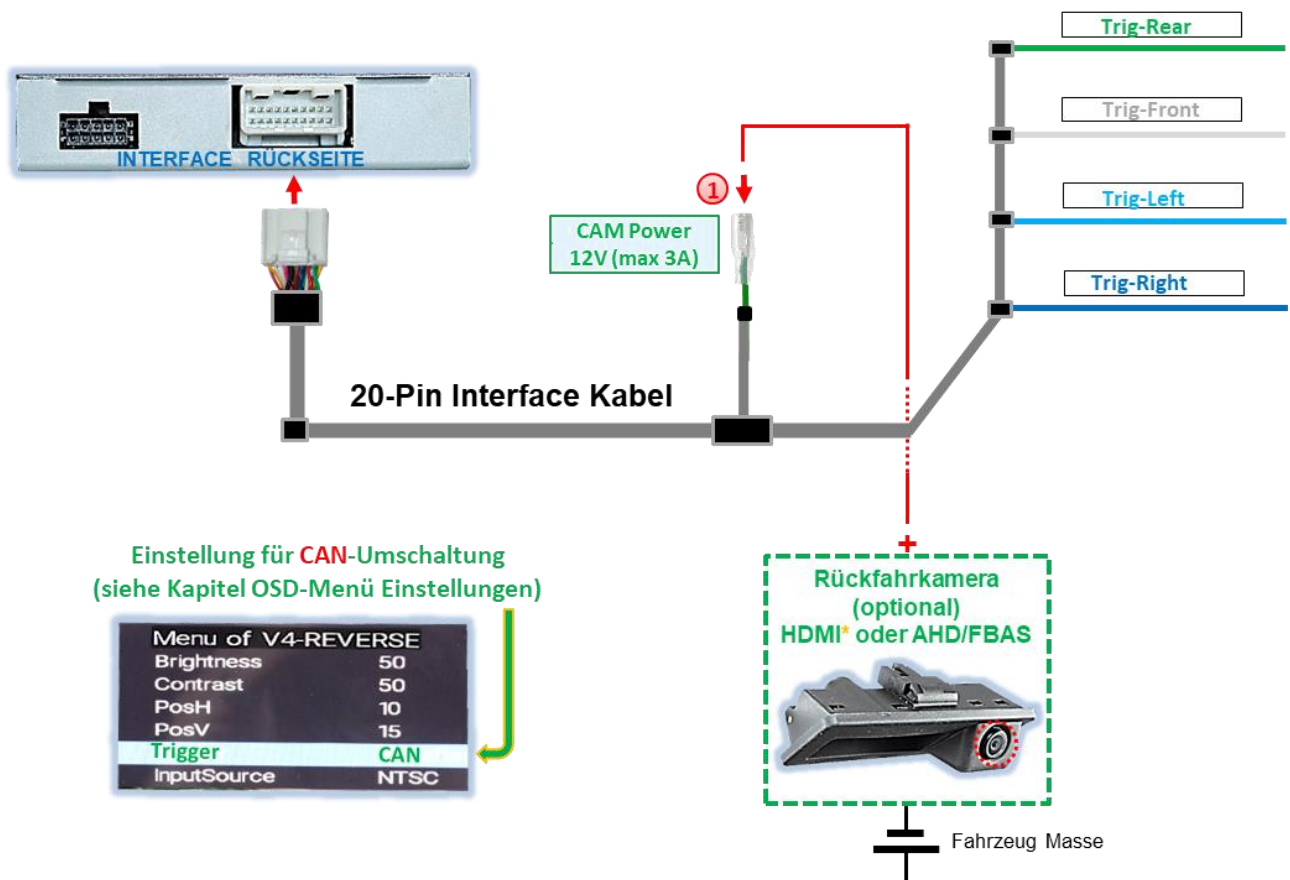 Trig-Rear
Trig-Front
Trig-Left
Trig-Right
INTERFACE RÜCKSEITE
1
CAM Power
12V (max 3A)
20-Pin Interface Kabel
Einstellung für CAN-Umschaltung
(siehe Kapitel OSD-Menü Einstellungen)
Menu of V4-REVERSE
Brightness 50
Contrast 50
PosH 10
PosV 15
Trigger CAN
InputSource NTSC
+
Rückfahrkamera
(optional)
HDMI* oder AHD/FBAS
Fahrzeug Masse